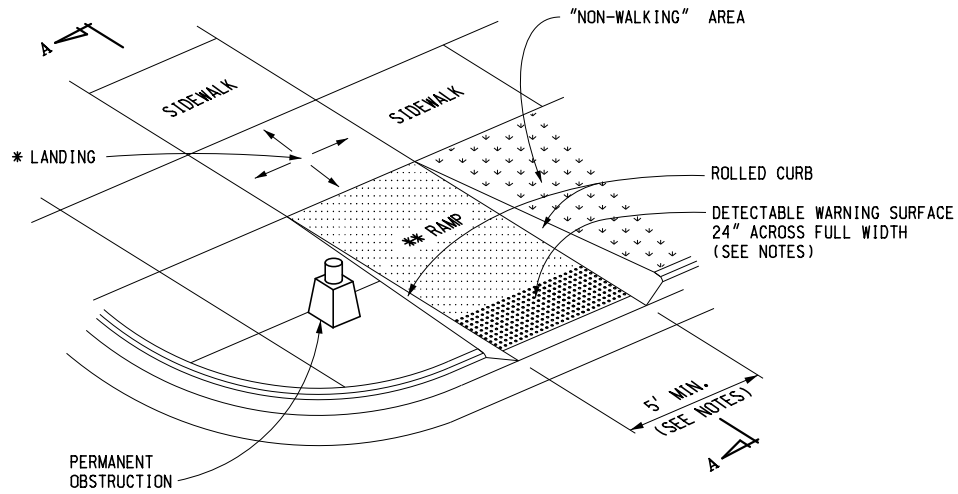 "NON-WALKING" AREA
A
SIDEWALK
SIDEWALK
* LANDING
ROLLED CURB
DETECTABLE WARNING SURFACE
24" ACROSS FULL WIDTH
(SEE NOTES)
** RAMP
5' MIN.
(SEE NOTES)
A
PERMANENT
OBSTRUCTION